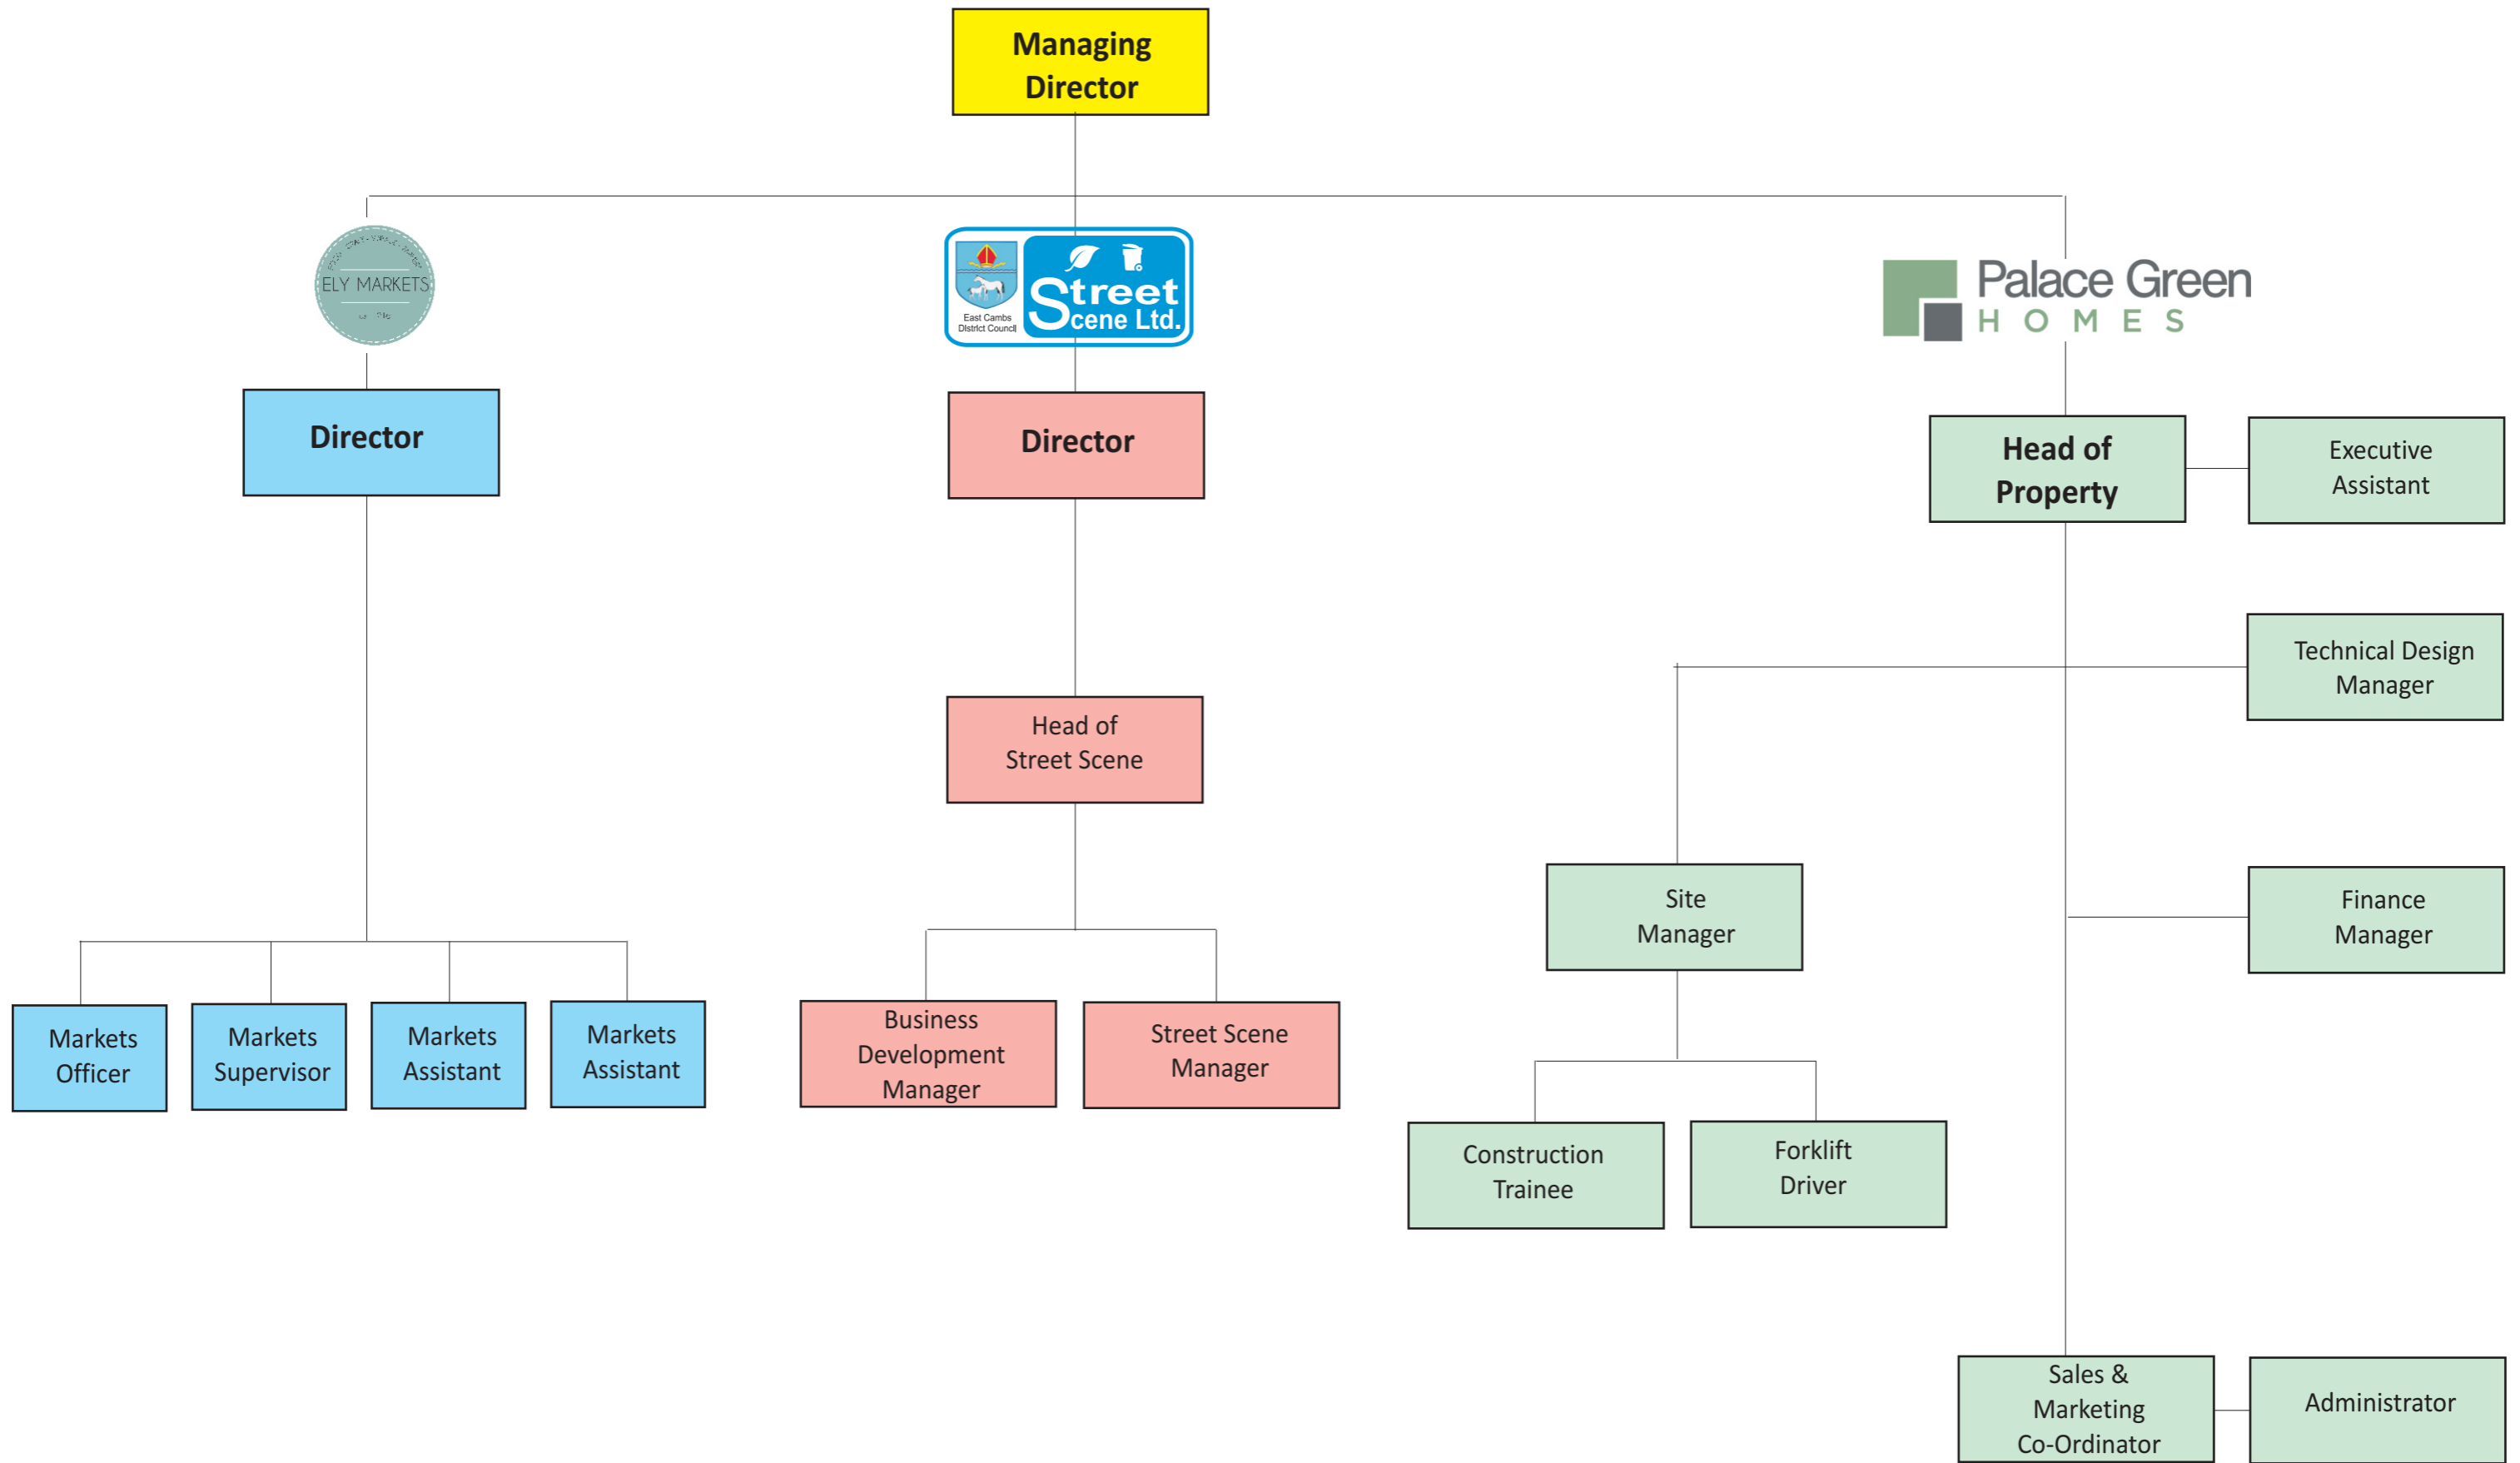 Managing
Director
ELY MARKETS
East Cambs
District Council
Street
Scene Ltd.
Palace Green
HOMES
Director
Director
Head of
Property
Executive
Assistant
Technical Design
Manager
Head of
Street Scene
Site
Manager
Finance
Manager
Markets
Officer
Markets
Supervisor
Markets
Assistant
Markets
Assistant
Business
Development
Manager
Street Scene
Manager
Construction
Trainee
Forklift
Driver
Sales &
Marketing
Co-Ordinator
Administrator